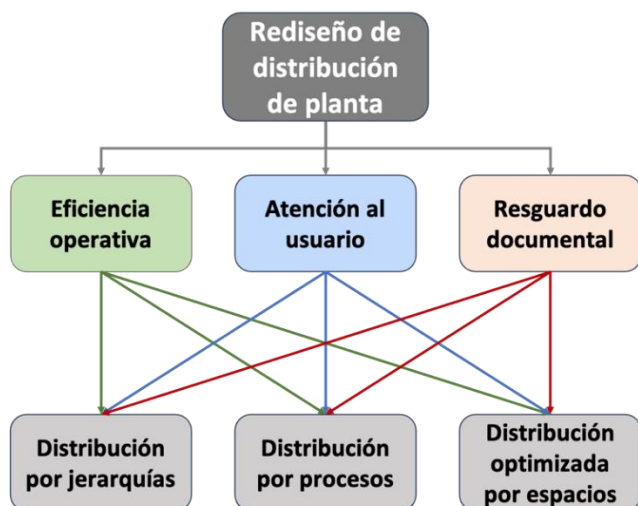 Rediseño de
distribución
de planta
Eficiencia
operativa
Atención al
usuario
Resguardo
documental
Distribución
por jerarquías
Distribución
por procesos
Distribución
optimizada
por espacios